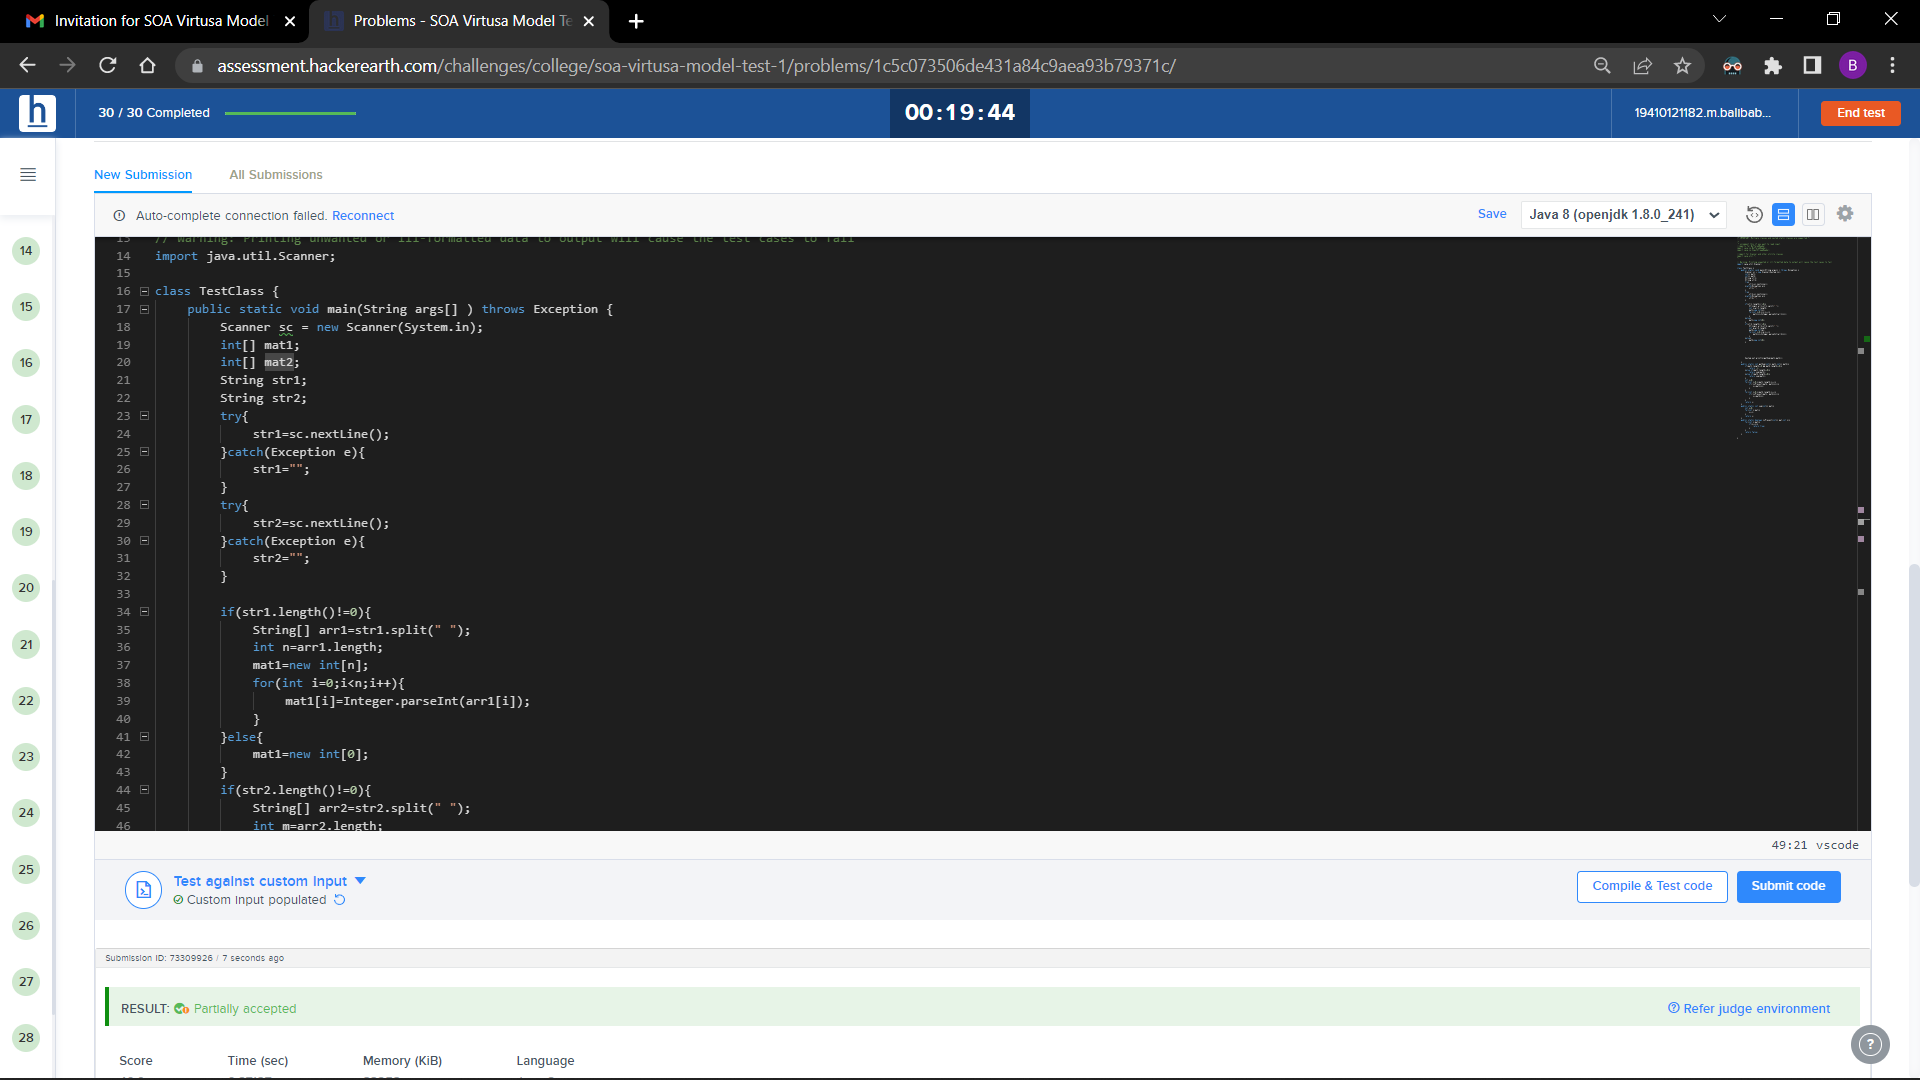 Invitation for SOA Virtusa Model
Problems - SOA Virtusa Model Te
assessment.hackerearth.com/challenges/college/soa-virtusa-model-test-1/problems/1c5c073506de431a84c9aea93b79371c/
B
h
30 / 30 Completed
00:19:44
19410121182.m.balibab...
End test
New Submission
All Submissions
Auto-complete connection failed. Reconnect
Save
Java 8 (openjdk 1.8.0_241)
13 // Warning: Printing unwanted or ill-formatted data to output will cause the test cases to fail
14 import java.util.Scanner;
15
16 class TestClass {
17 public static void main(String args[] ) throws Exception {
18 Scanner sc = new Scanner(System.in);
19 int[] mat1;
20 int[] mat2;
21 String str1;
22 String str2;
23 try{
24 str1=sc.nextLine();
25 }catch(Exception e){
26 str1="";
27 }
28 try{
29 str2=sc.nextLine();
30 }catch(Exception e){
31 str2="";
32 }
33
34 if(str1.length()!=0){
35 String[] arr1=str1.split(" ");
36 int n=arr1.length;
37 mat1=new int[n];
38 for(int i=0;i<n;i++){
39 mat1[i]=Integer.parseInt(arr1[i]);
40 }
41 }else{
42 mat1=new int[0];
43 }
44 if(str2.length()!=0){
45 String[] arr2=str2.split(" ");
46 int m=arr2.length;
14
15
16
17
18
19
20
21
22
23
24
25
26
27
28
49:21 vscode
Test against custom input
Custom input populated
Compile & Test code
Submit code
Submission ID: 73309926 / 7 seconds ago
RESULT: Partially accepted
Refer judge environment
?
Score Time (sec) Memory (KiB) Language